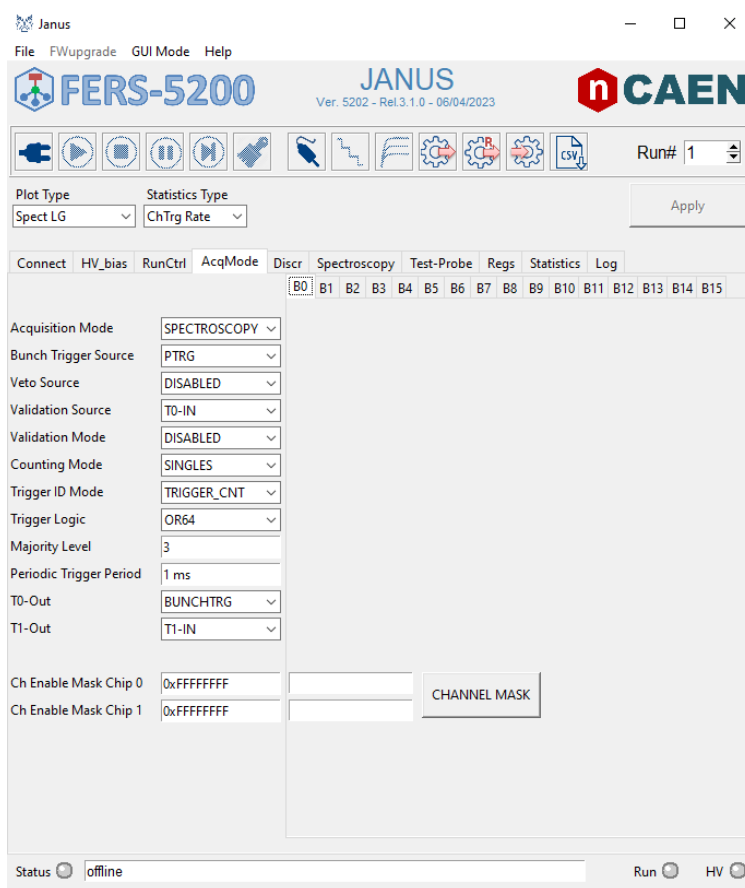 Janus
File FWupgrade GUI Mode Help
FERS-5200
JANUS
Ver. 5202 - Rel.3.1.0 - 06/04/2023
n CAEN
R
CSV
Run# 1
Plot Type Statistics Type
Spect LG ChTrg Rate
Apply
Connect HV_bias RunCtrl AcqMode Discr Spectroscopy Test-Probe Regs Statistics Log
B0 B1 B2 B3 B4 B5 B6 B7 B8 B9 B10 B11 B12 B13 B14 B15
Acquisition Mode SPECTROSCOPY
Bunch Trigger Source PTRG
Veto Source DISABLED
Validation Source T0-IN
Validation Mode DISABLED
Counting Mode SINGLES
Trigger ID Mode TRIGGER_CNT
Trigger Logic OR64
Majority Level 3
Periodic Trigger Period 1 ms
T0-Out BUNCHTRG
T1-Out T1-IN
Ch Enable Mask Chip 0 0xFFFFFFFF
CHANNEL MASK
Ch Enable Mask Chip 1 0xFFFFFFFF
Status offline Run HV